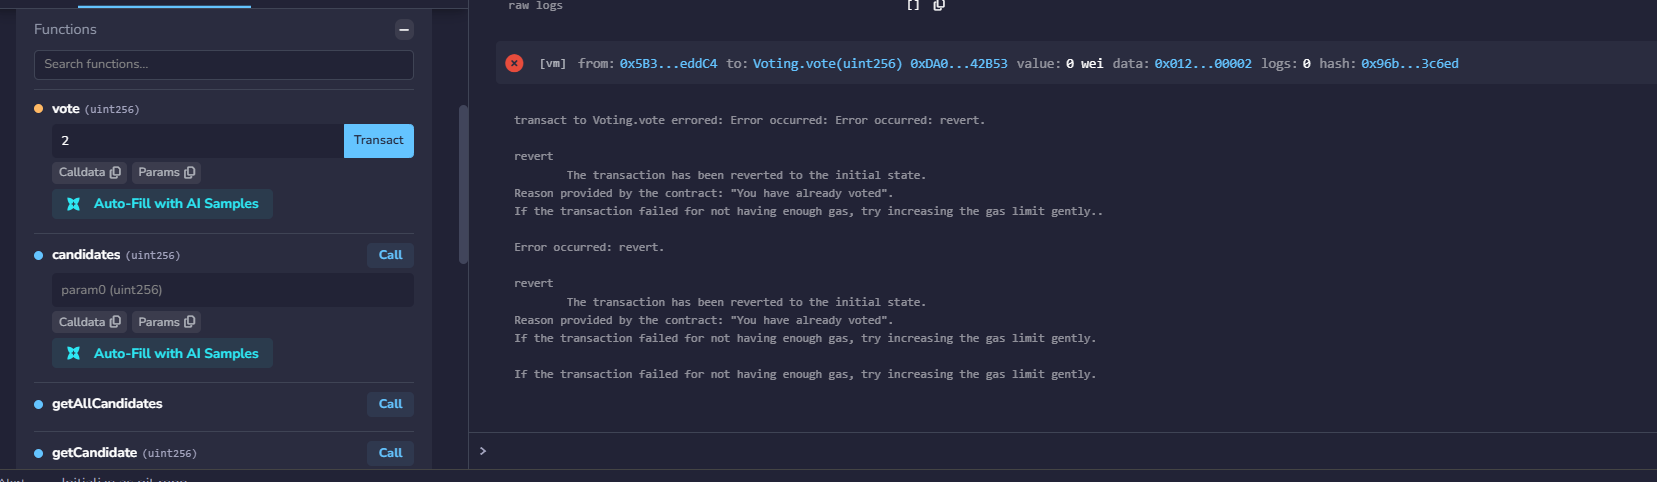 Functions
Search functions...
vote (uint256)
2
Transact
Calldata
Params
Auto-Fill with AI Samples
candidates (uint256)
Call
param0 (uint256)
Calldata
Params
Auto-Fill with AI Samples
getAllCandidates
Call
getCandidate (uint256)
Call
raw logs
[]
[vm] from: 0x5B3...eddC4 to: Voting.vote(uint256) 0xDA0...42B53 value: 0 wei data: 0x012...00002 logs: 0 hash: 0x96b...3c6ed
transact to Voting.vote errored: Error occurred: Error occurred: revert.
revert
The transaction has been reverted to the initial state.
Reason provided by the contract: "You have already voted".
If the transaction failed for not having enough gas, try increasing the gas limit gently..
Error occurred: revert.
revert
The transaction has been reverted to the initial state.
Reason provided by the contract: "You have already voted".
If the transaction failed for not having enough gas, try increasing the gas limit gently.
If the transaction failed for not having enough gas, try increasing the gas limit gently.
>